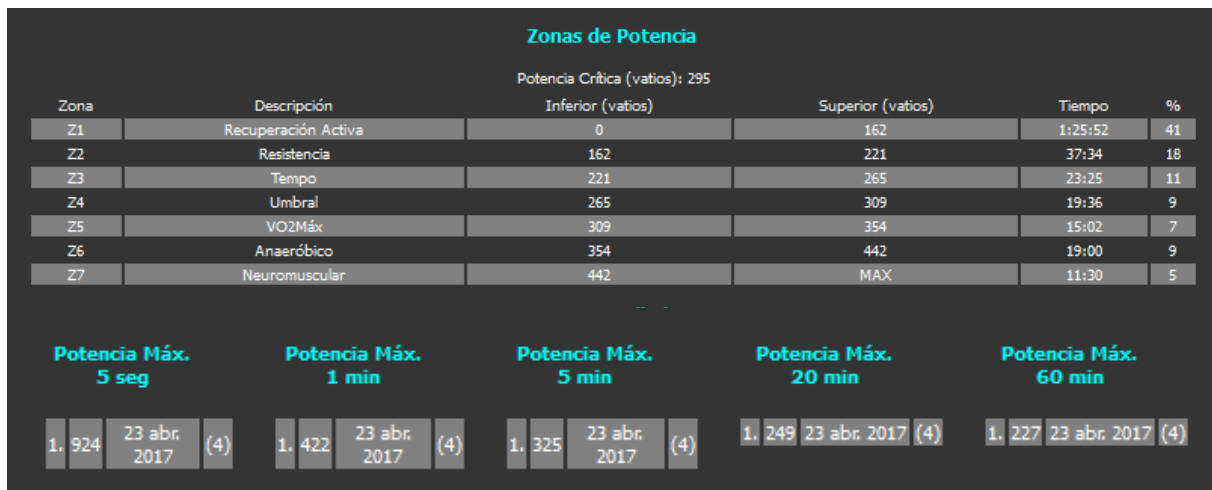 Zonas de Potencia
Potencia Crítica (vatios): 295
Zona Descripción Inferior (vatios) Superior (vatios) Tiempo %
Z1 Recuperación Activa 0 162 1:25:52 41
Z2 Resistencia 162 221 37:34 18
Z3 Tempo 221 265 23:25 11
Z4 Umbral 265 309 19:36 9
Z5 VO2Máx 309 354 15:02 7
Z6 Anaeróbico 354 442 19:00 9
Z7 Neuromuscular 442 MAX 11:30 5
Potencia Máx.
5 seg
1. 924 23 abr. 2017 (4)
Potencia Máx.
1 min
1. 422 23 abr. 2017 (4)
Potencia Máx.
5 min
1. 325 23 abr. 2017 (4)
Potencia Máx.
20 min
1. 249 23 abr. 2017 (4)
Potencia Máx.
60 min
1. 227 23 abr. 2017 (4)